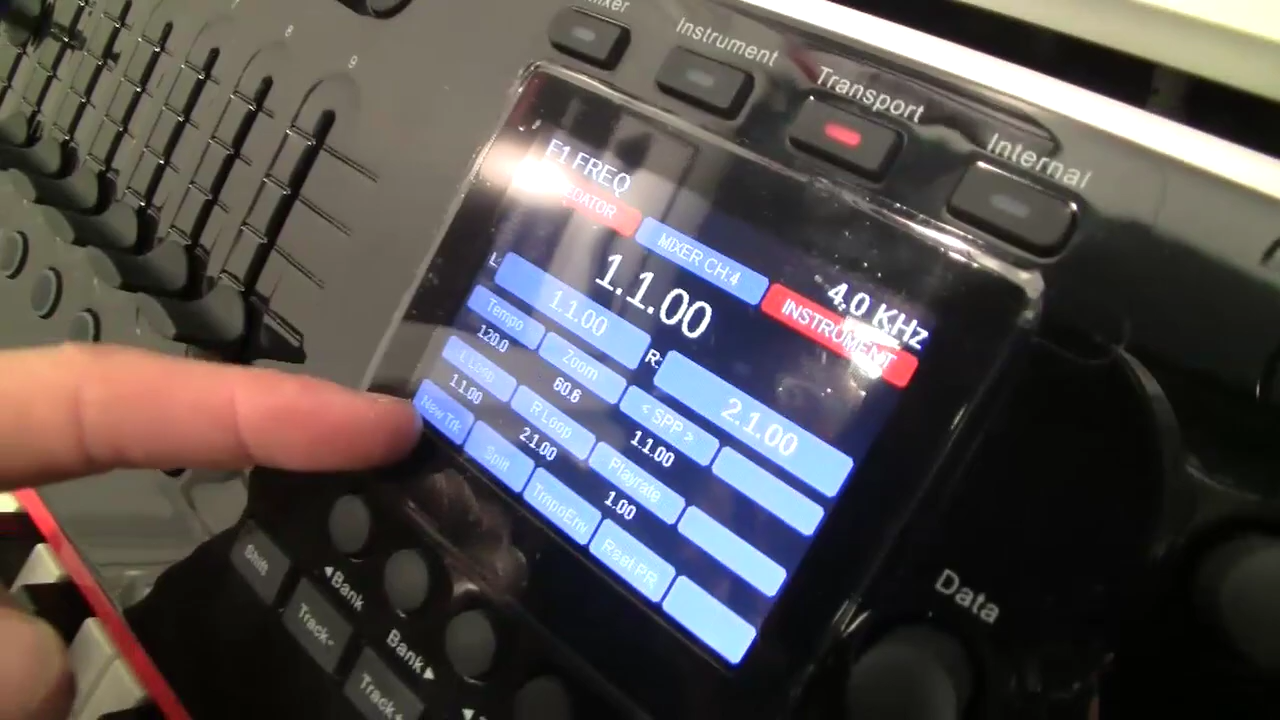 Instrument
Transport
Internal
8
9
F1 FREQ
4.0 KHz
MIXER CH:4
INSTRUMENT
1.1.00
L:
1.1.00
R:
2.1.00
Tempo
Zoom
< SPP >
120.0
60.6
1.1.00
L Loop
R Loop
Playrate
1.1.00
2.1.00
1.00
New Trk
Split
TmpoEnv
Rset PR
Shift
◄Bank
Bank►
Track-
Track+
Data